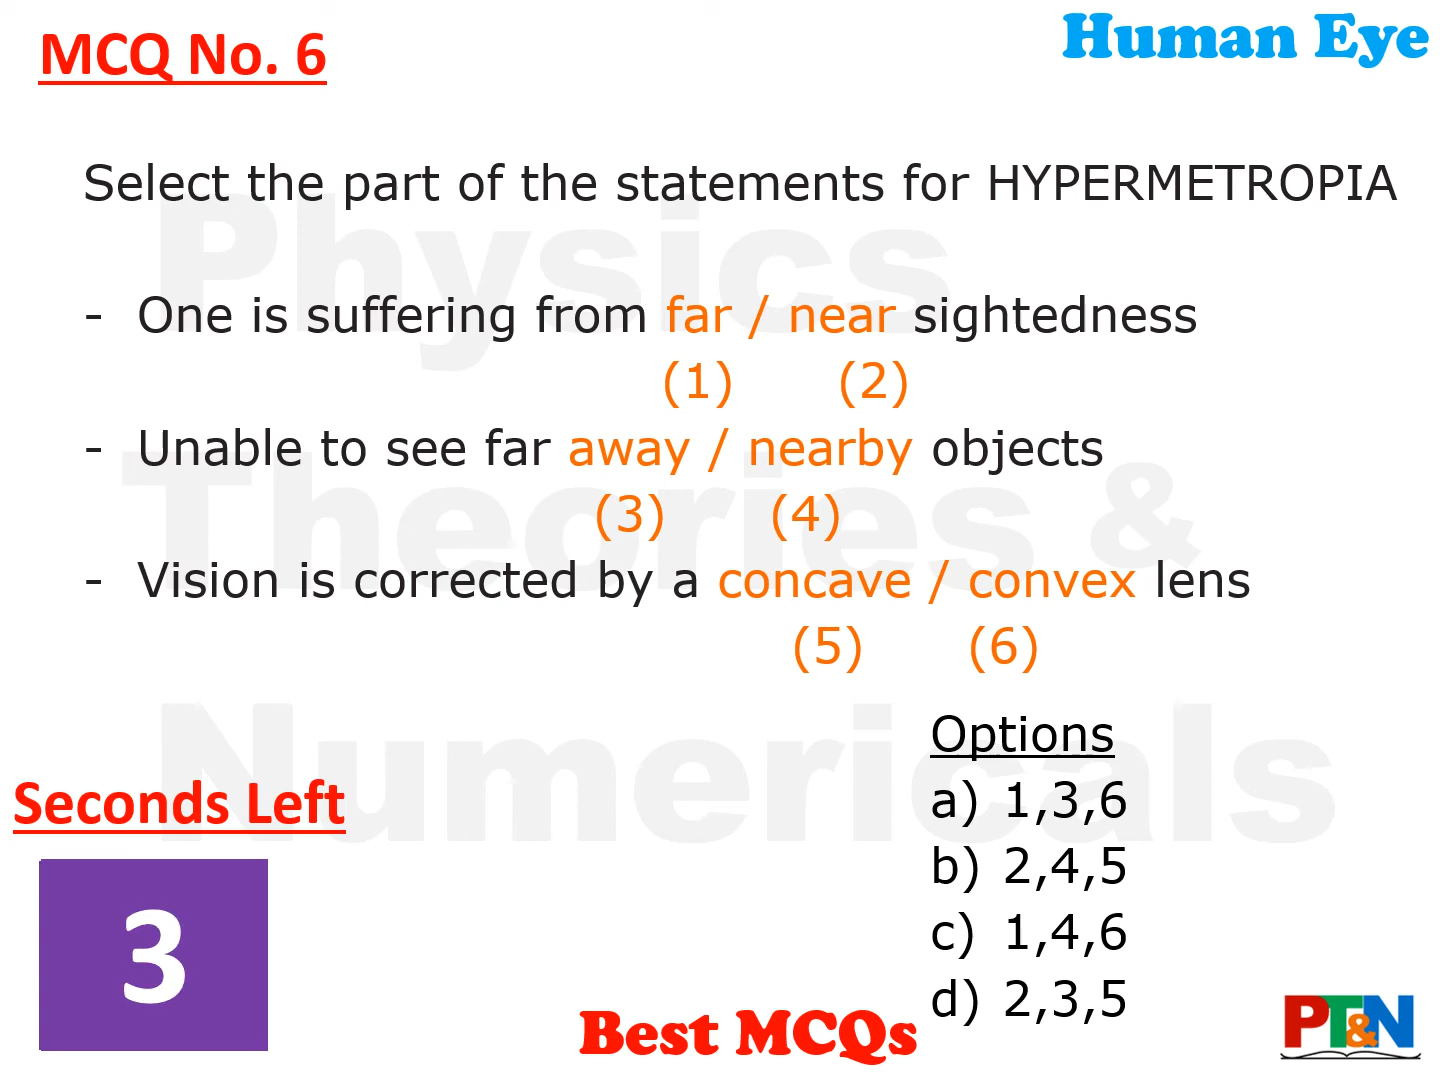 MCQ No. 6
Human Eye
Select the part of the statements for HYPERMETROPIA
- One is suffering from far / near sightedness
(1) (2)
- Unable to see far away / nearby objects
(3) (4)
- Vision is corrected by a concave / convex lens
(5) (6)
Physics
Theories &
Numericals
Options
a) 1,3,6
b) 2,4,5
c) 1,4,6
d) 2,3,5
Seconds Left
3
Best MCQs
PT&N